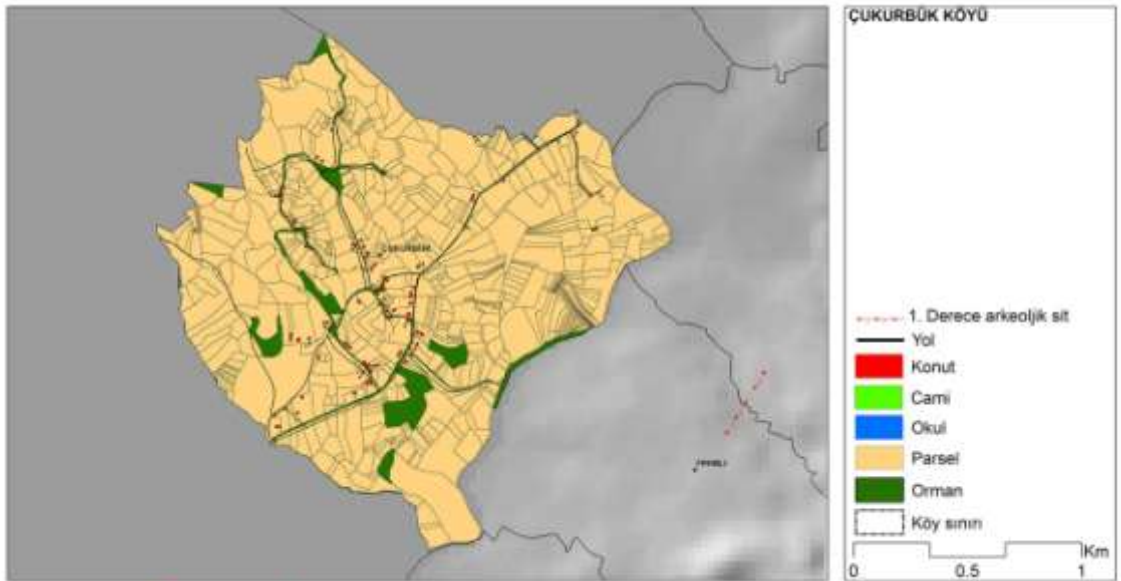 ÇUKURBÜK KÖYÜ
ÇUKURBÜK
1. Derece arkeoljik sit
Yol
Konut
Cami
Okul
Parsel
Orman
Köy sınırı
Km
0 0.5 1